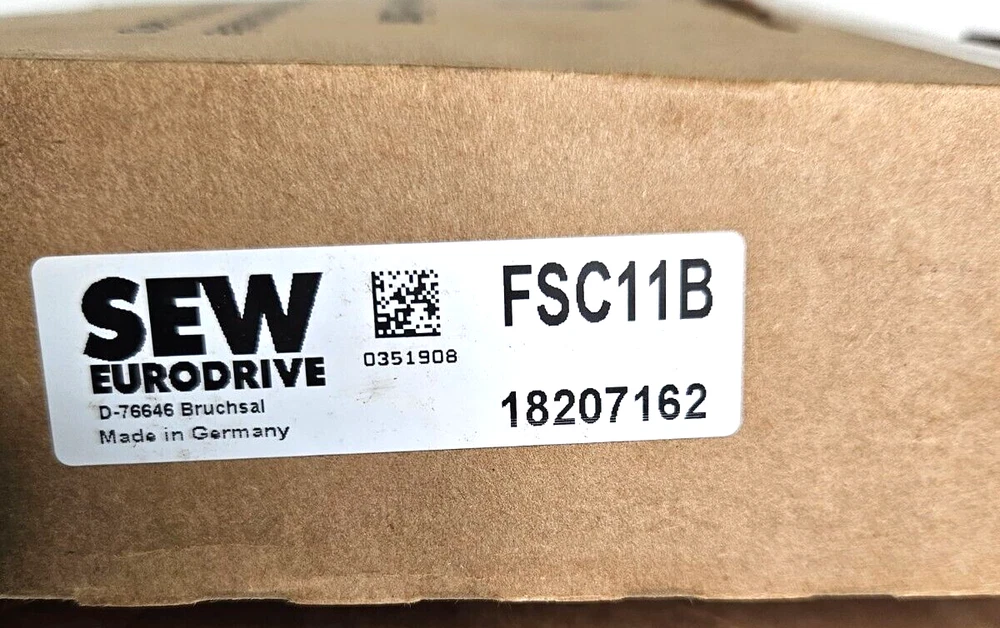 SEW
EURODRIVE
D-76646 Bruchsal
Made in Germany
0351908
FSC11B
18207162